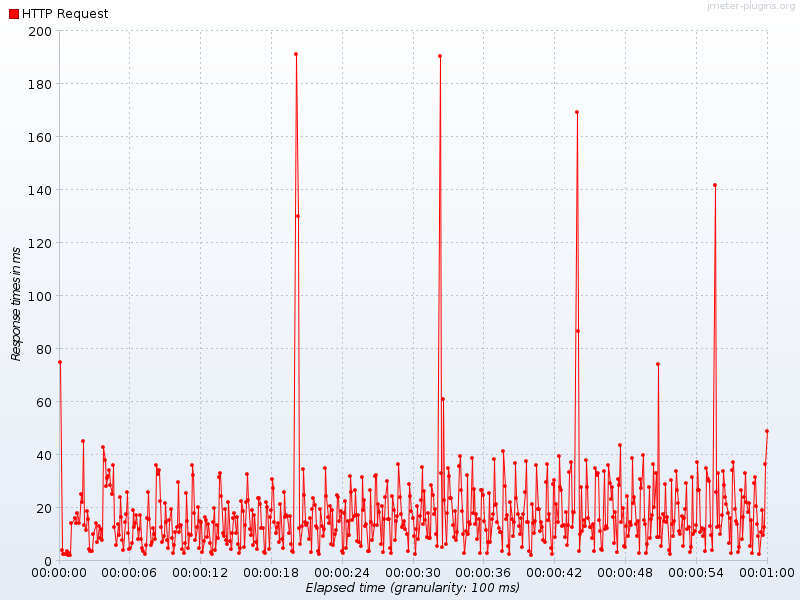 jmeter-plugins.org
HTTP Request
200
180
160
140
120
100
80
60
40
20
0
Response times in ms
00:00:00 00:00:06 00:00:12 00:00:18 00:00:24 00:00:30 00:00:36 00:00:42 00:00:48 00:00:54 00:01:00
Elapsed time (granularity: 100 ms)